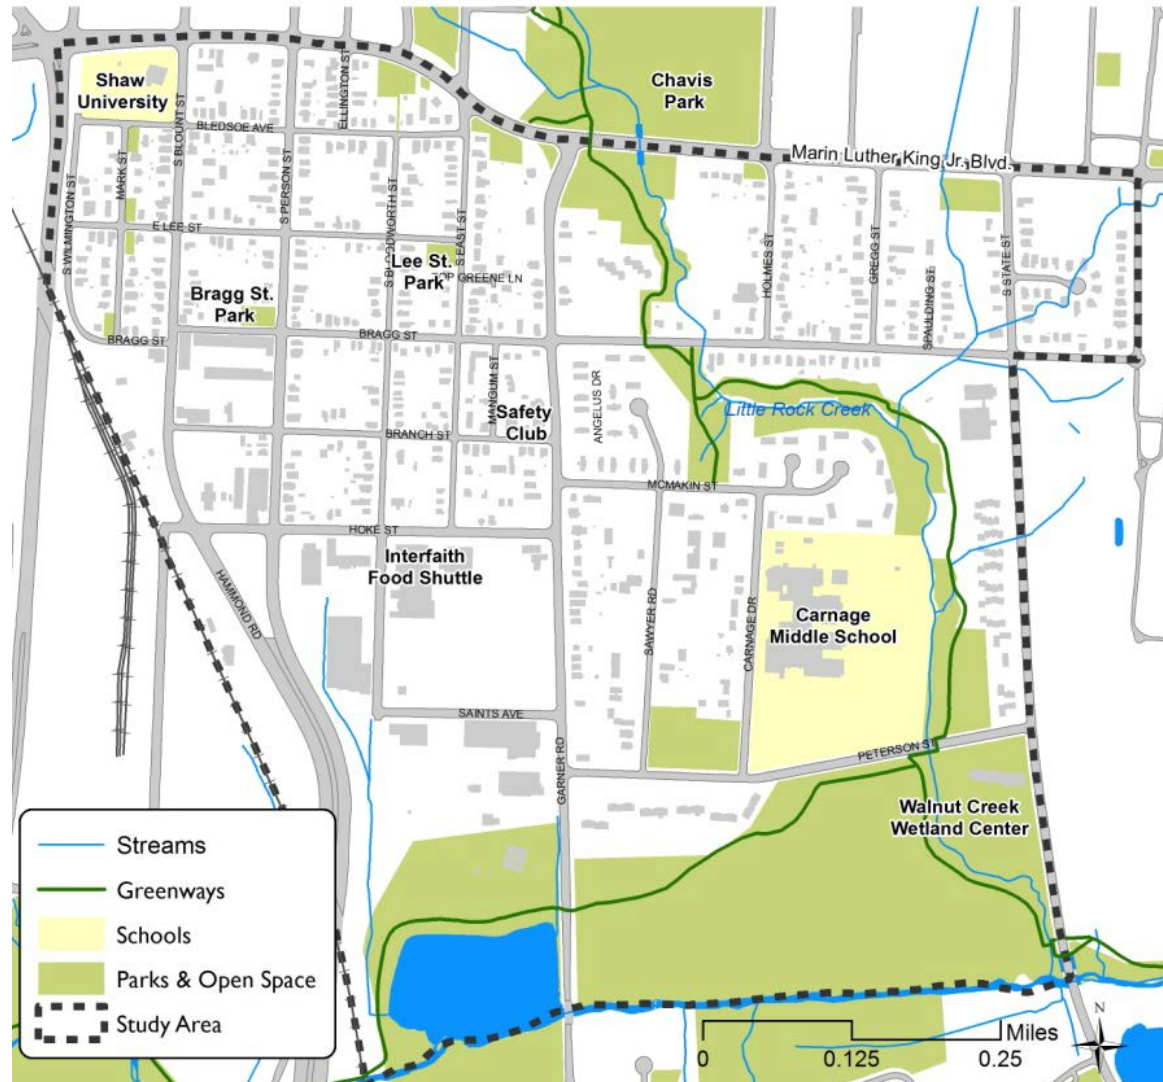 Shaw
University
Chavis
Park
ELLINGTON ST
S BLOUNT ST
BLEDSOE AVE
Marin Luther King Jr. Blvd.
MARK ST
S PERSON ST
S WILMINGTON ST
S BLOODWORTH ST
S EAST ST
E LEE ST
HOLMES ST
GREGG ST
SPAULDING ST
S STATE ST
Lee St.
Park
TOP GREENE LN
Bragg St.
Park
BRAGG ST
BRAGG ST
MANGUM ST
ANGELUS DR
Safety
Club
Little Rock Creek
BRANCH ST
MCMAKIN ST
HOKE ST
Interfaith
Food Shuttle
HAMMOND RD
SAWYER RD
CARNAGE DR
Carnage
Middle School
SAINTS AVE
GARNER RD
PETERSON ST
Walnut Creek
Wetland Center
Streams
Greenways
Schools
Parks & Open Space
Study Area
N
Miles
0 0.125 0.25